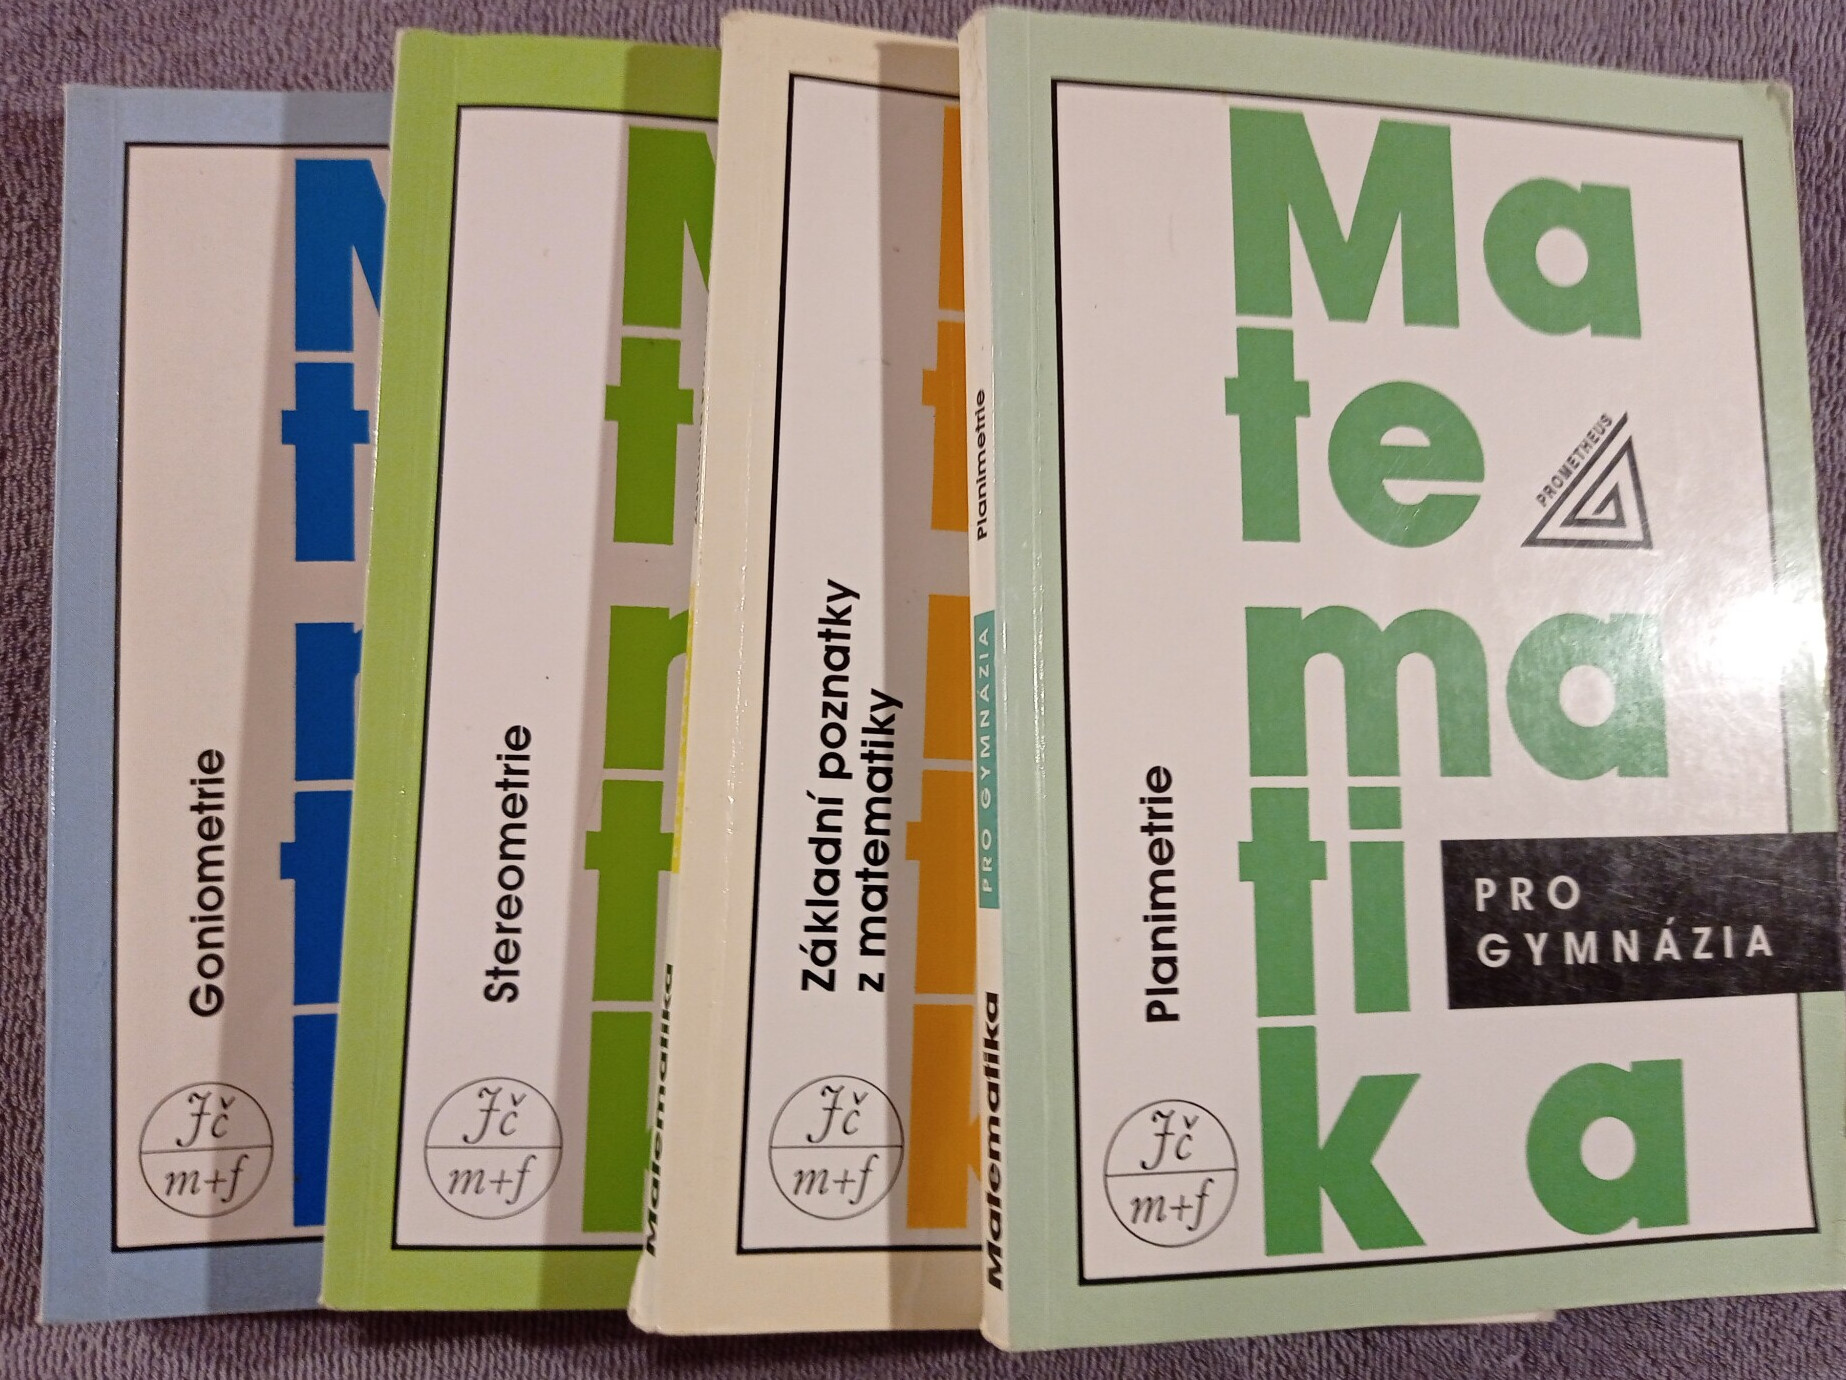 Goniometrie
Jč
m+f
Stereometrie
Jč
m+f
Matematika
Základní poznatky
z matematiky
Jč
m+f
Matematika
PRO GYMNÁZIA
Planimetrie
Ma
te
ma
ti
ka
PROMETHEUS
PRO
GYMNÁZIA
Planimetrie
Jč
m+f